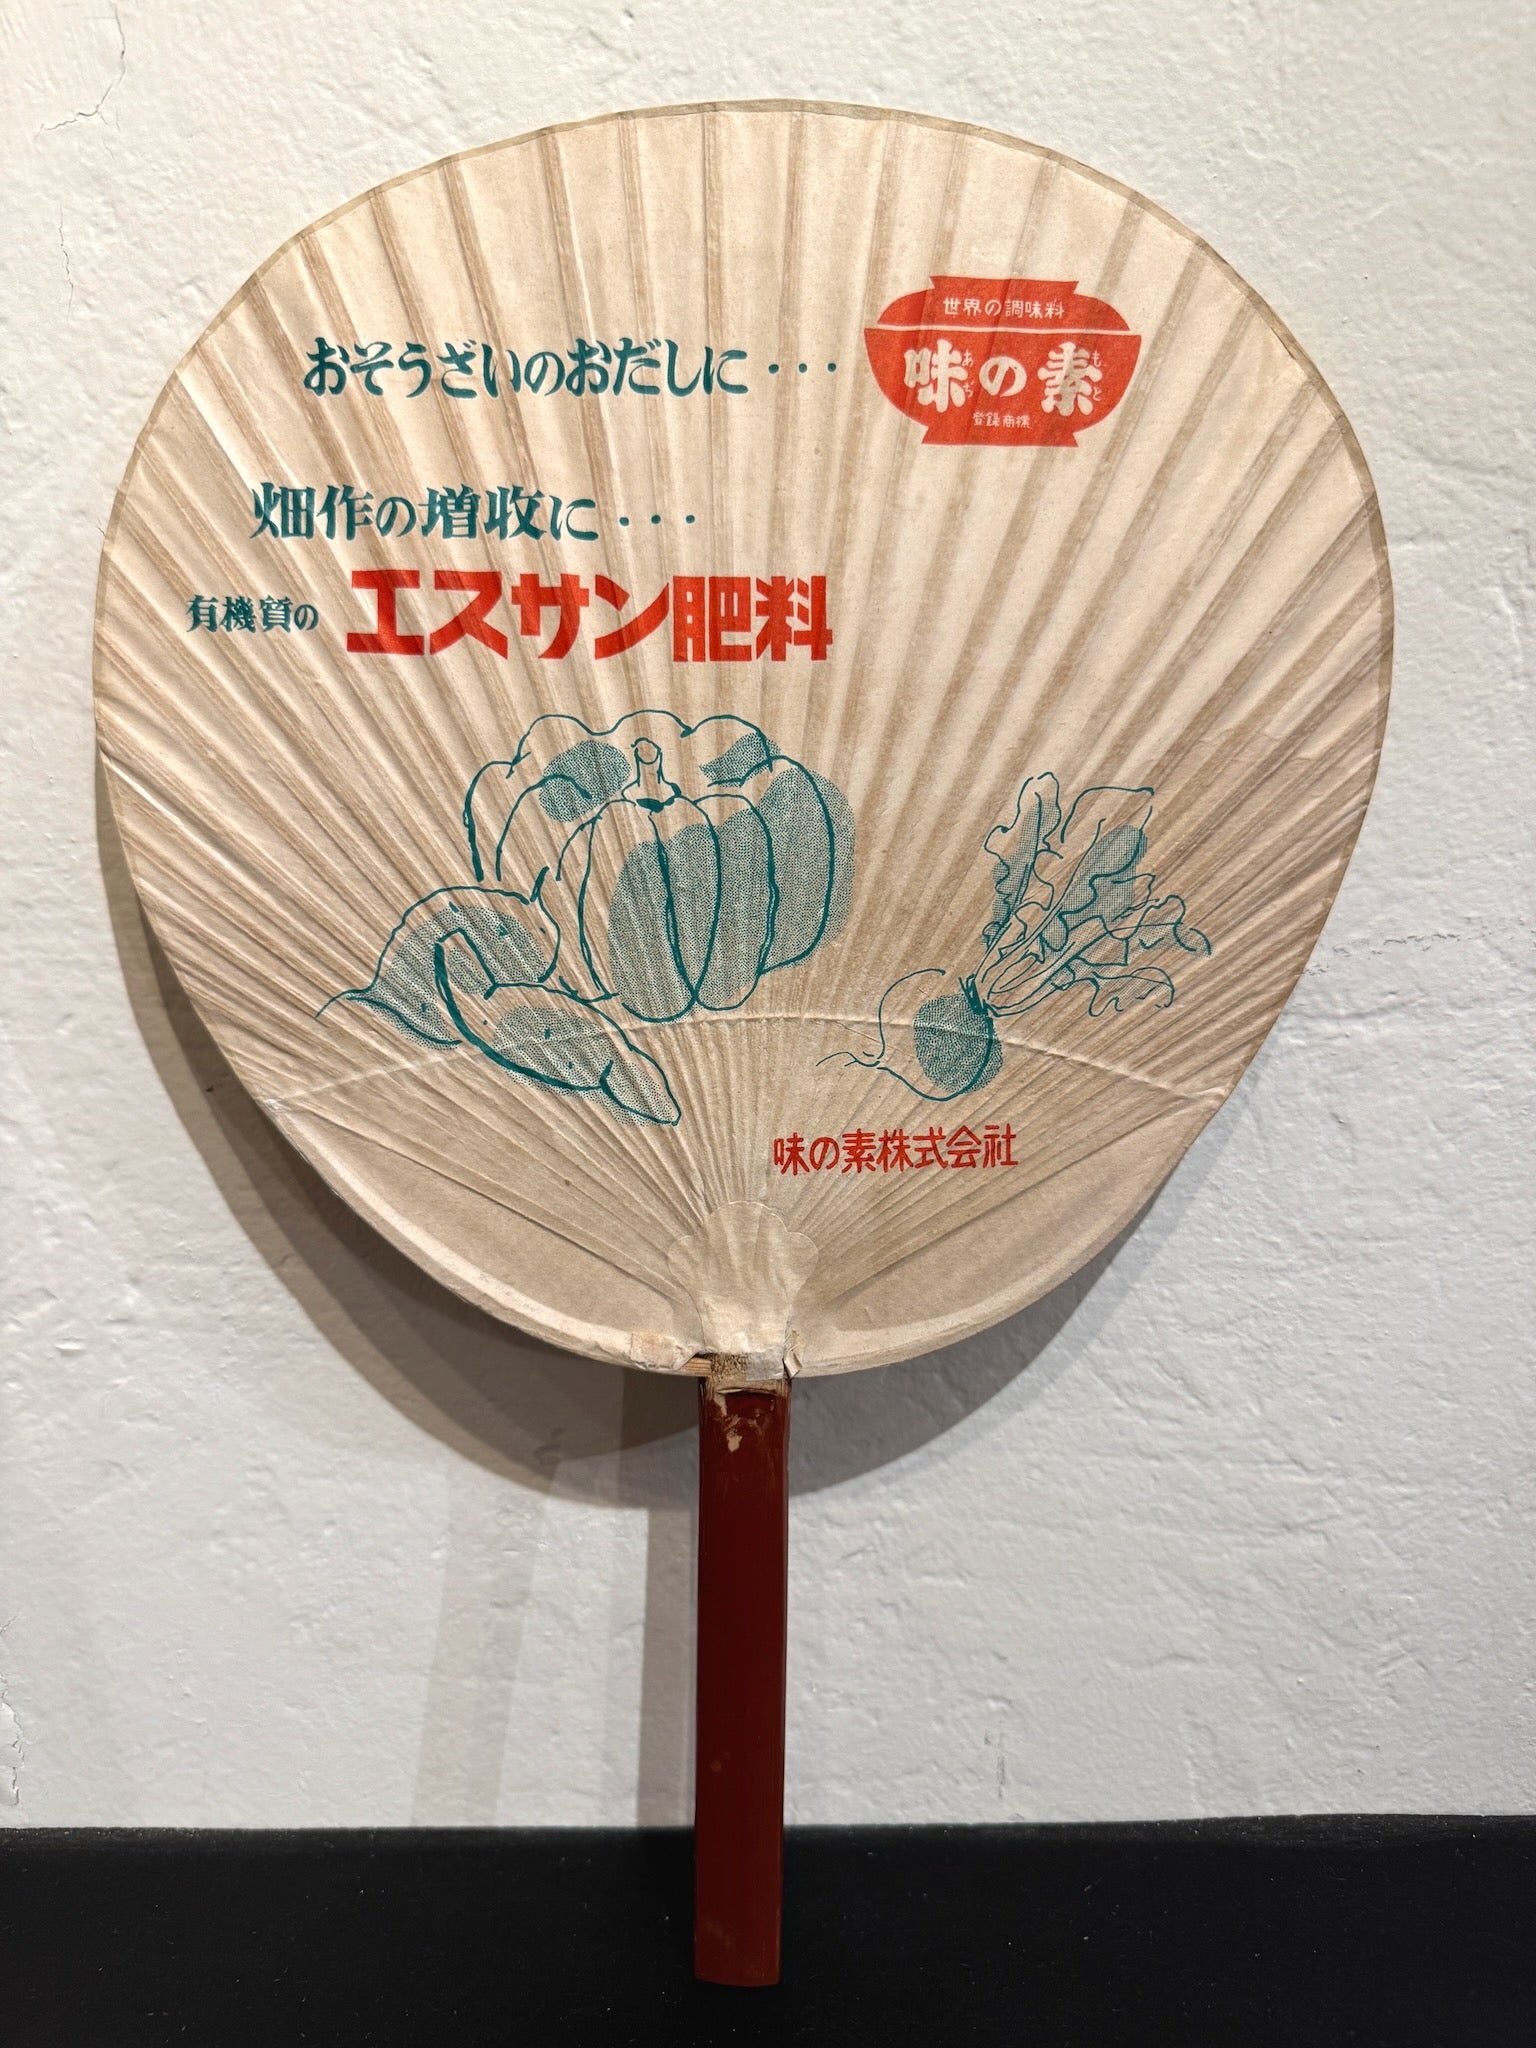 おそうざいのおだしに・・・
世界の調味料
味の素
あぢ
もと
登録商標
畑作の増収に・・・
有機質の エスサン肥料
味の素株式会社